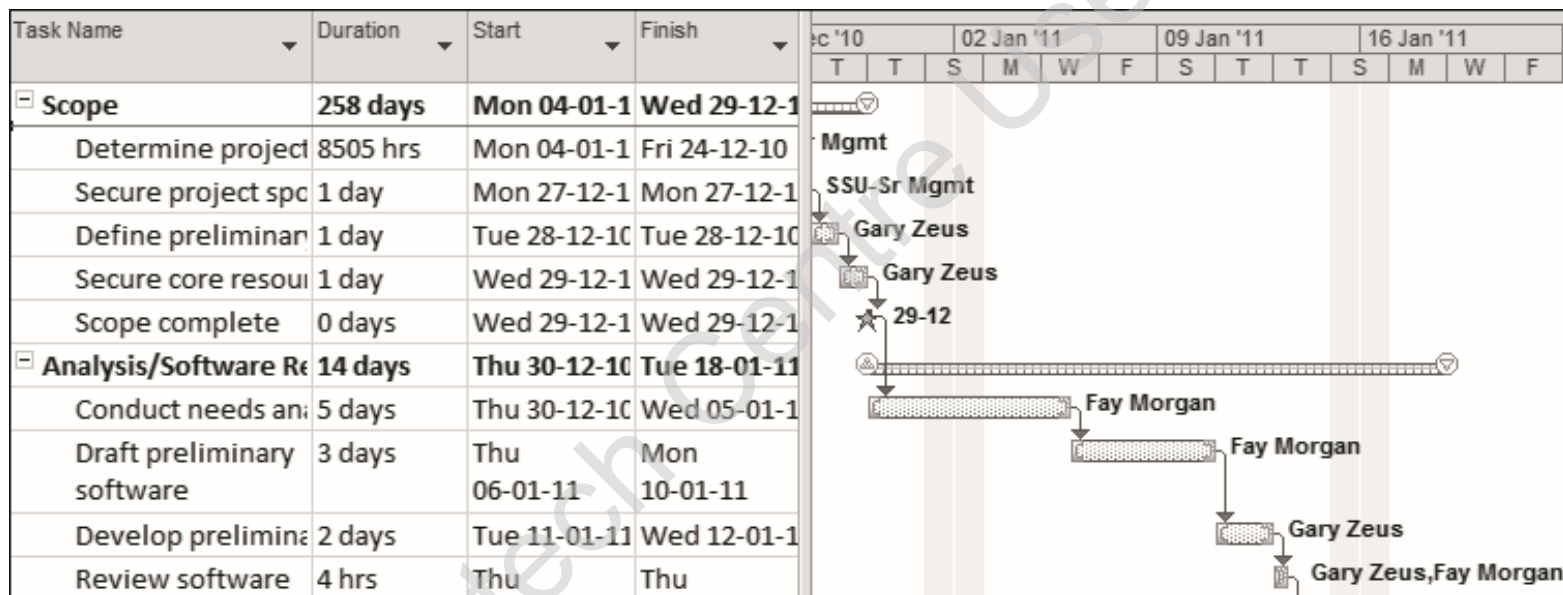 Task Name Duration Start Finish ec '10 02 Jan '11 09 Jan '11 16 Jan '11
T T S M W F S T T S M W F
Scope 258 days Mon 04-01-1 Wed 29-12-1
Determine project 8505 hrs Mon 04-01-1 Fri 24-12-10 Mgmt
Secure project spo 1 day Mon 27-12-1 Mon 27-12-1 SSU-Sr Mgmt
Define preliminar 1 day Tue 28-12-10 Tue 28-12-10 Gary Zeus
Secure core resour 1 day Wed 29-12-1 Wed 29-12-1 Gary Zeus
Scope complete 0 days Wed 29-12-1 Wed 29-12-1 29-12
Analysis/Software Re 14 days Thu 30-12-10 Tue 18-01-11
Conduct needs ana 5 days Thu 30-12-10 Wed 05-01-1 Fay Morgan
Draft preliminary 3 days Thu Mon Fay Morgan
software 06-01-11 10-01-11
Develop prelimina 2 days Tue 11-01-11 Wed 12-01-1 Gary Zeus
Review software 4 hrs Thu Thu Gary Zeus,Fay Morgan
tech Centre Use